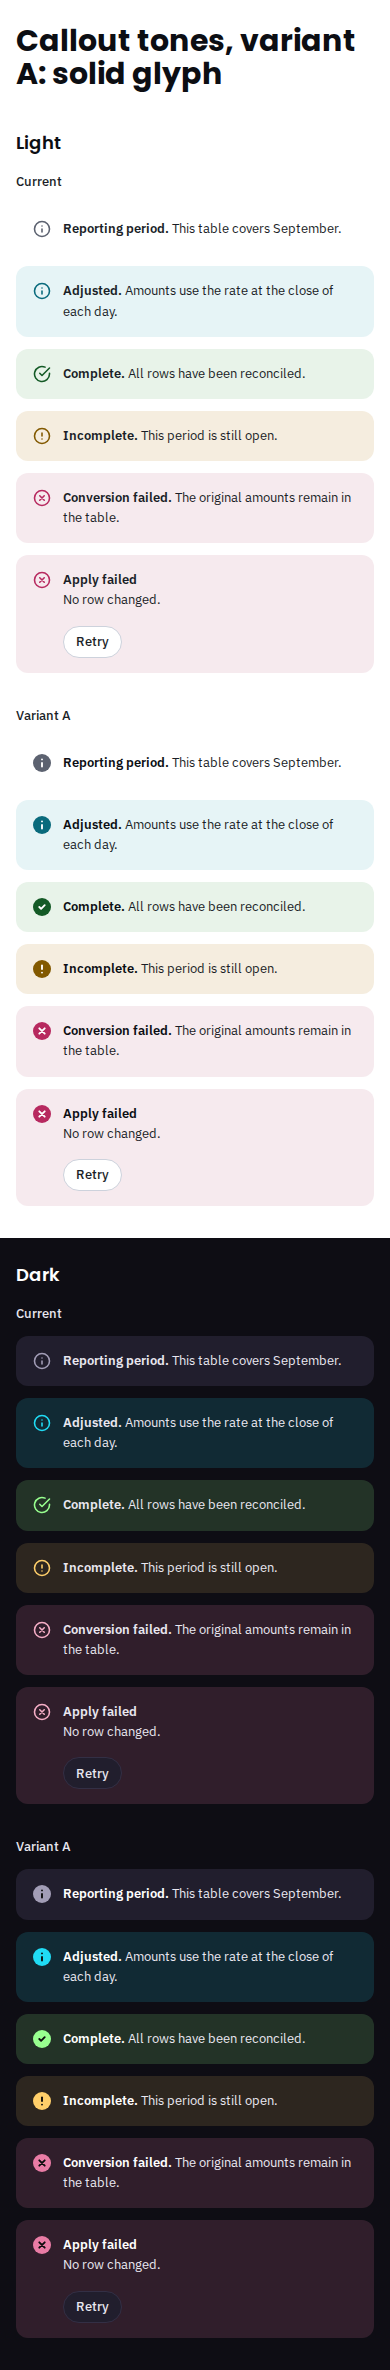 Callout tones, variant
A: solid glyph
Light
Current
Reporting period. This table covers September.
Adjusted. Amounts use the rate at the close of
each day.
Complete. All rows have been reconciled.
Incomplete. This period is still open.
Conversion failed. The original amounts remain in
the table.
Apply failed
No row changed.
Retry
Variant A
Reporting period. This table covers September.
Adjusted. Amounts use the rate at the close of
each day.
Complete. All rows have been reconciled.
Incomplete. This period is still open.
Conversion failed. The original amounts remain in
the table.
Apply failed
No row changed.
Retry
Dark
Current
Reporting period. This table covers September.
Adjusted. Amounts use the rate at the close of
each day.
Complete. All rows have been reconciled.
Incomplete. This period is still open.
Conversion failed. The original amounts remain in
the table.
Apply failed
No row changed.
Retry
Variant A
Reporting period. This table covers September.
Adjusted. Amounts use the rate at the close of
each day.
Complete. All rows have been reconciled.
Incomplete. This period is still open.
Conversion failed. The original amounts remain in
the table.
Apply failed
No row changed.
Retry